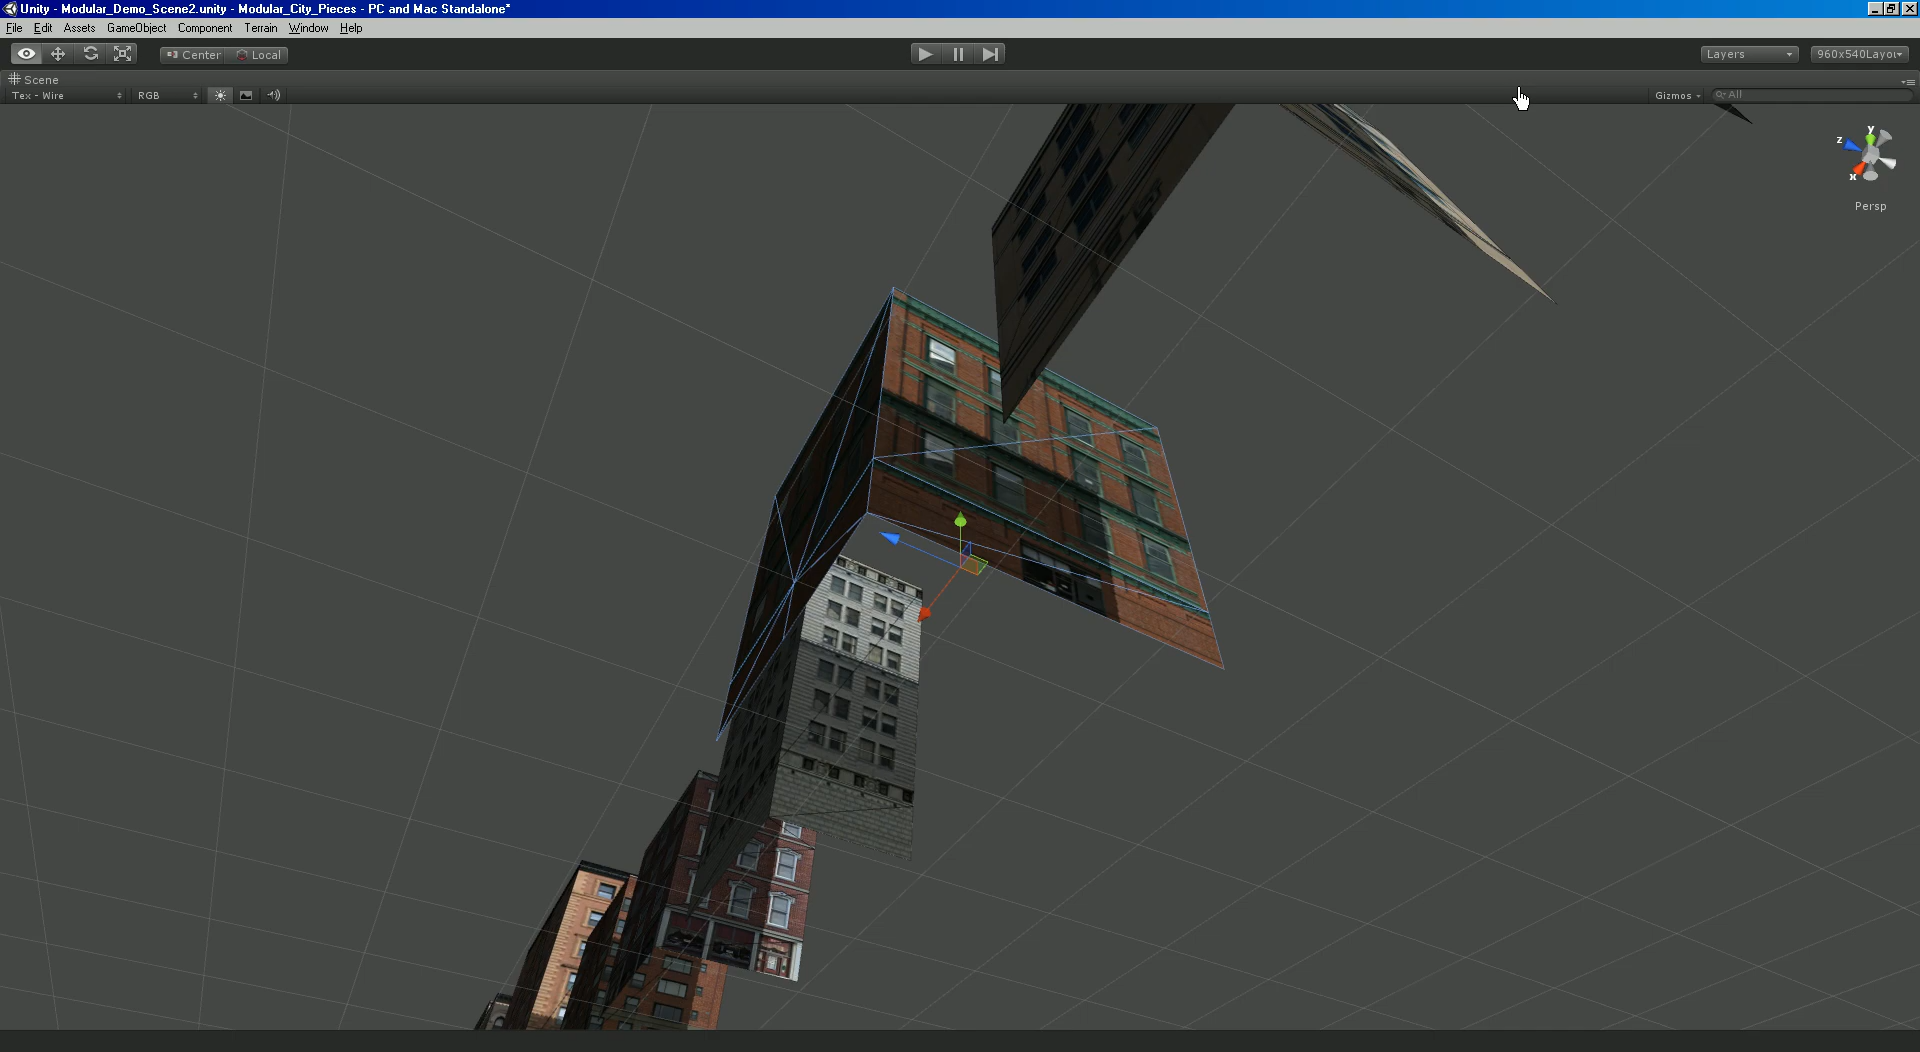 Unity - Modular_Demo_Scene2.unity - Modular_City_Pieces - PC and Mac Standalone*
File Edit Assets GameObject Component Terrain Window Help
Center Local Layers 960x540Layou
Scene
Tex - Wire RGB Gizmos All
y
z
x
Persp